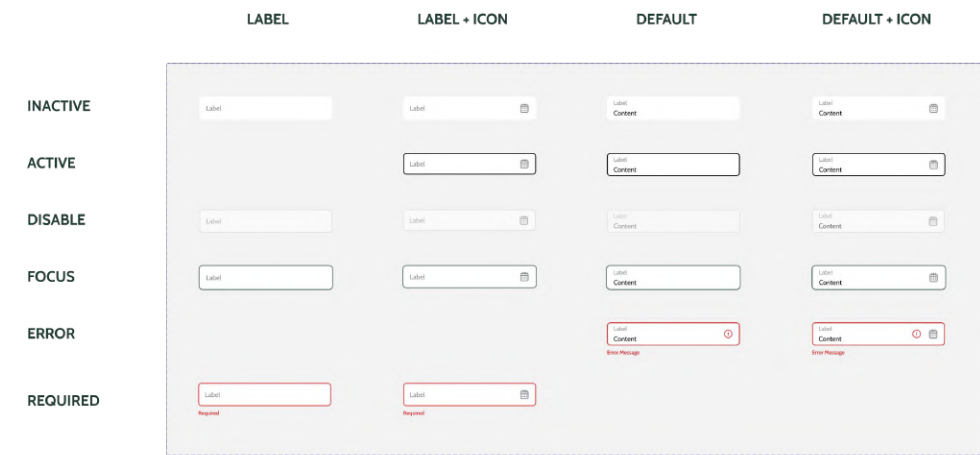 LABEL LABEL + ICON DEFAULT DEFAULT + ICON
INACTIVE
Label Label Label Label
Content Content
ACTIVE
Label Label Label
Content Content
DISABLE
Label Label Label Label
Content Content
FOCUS
Label Label Label Label
Content Content
ERROR
Label Label
Content Content
Error Message Error Message
REQUIRED
Label Label
Required Required